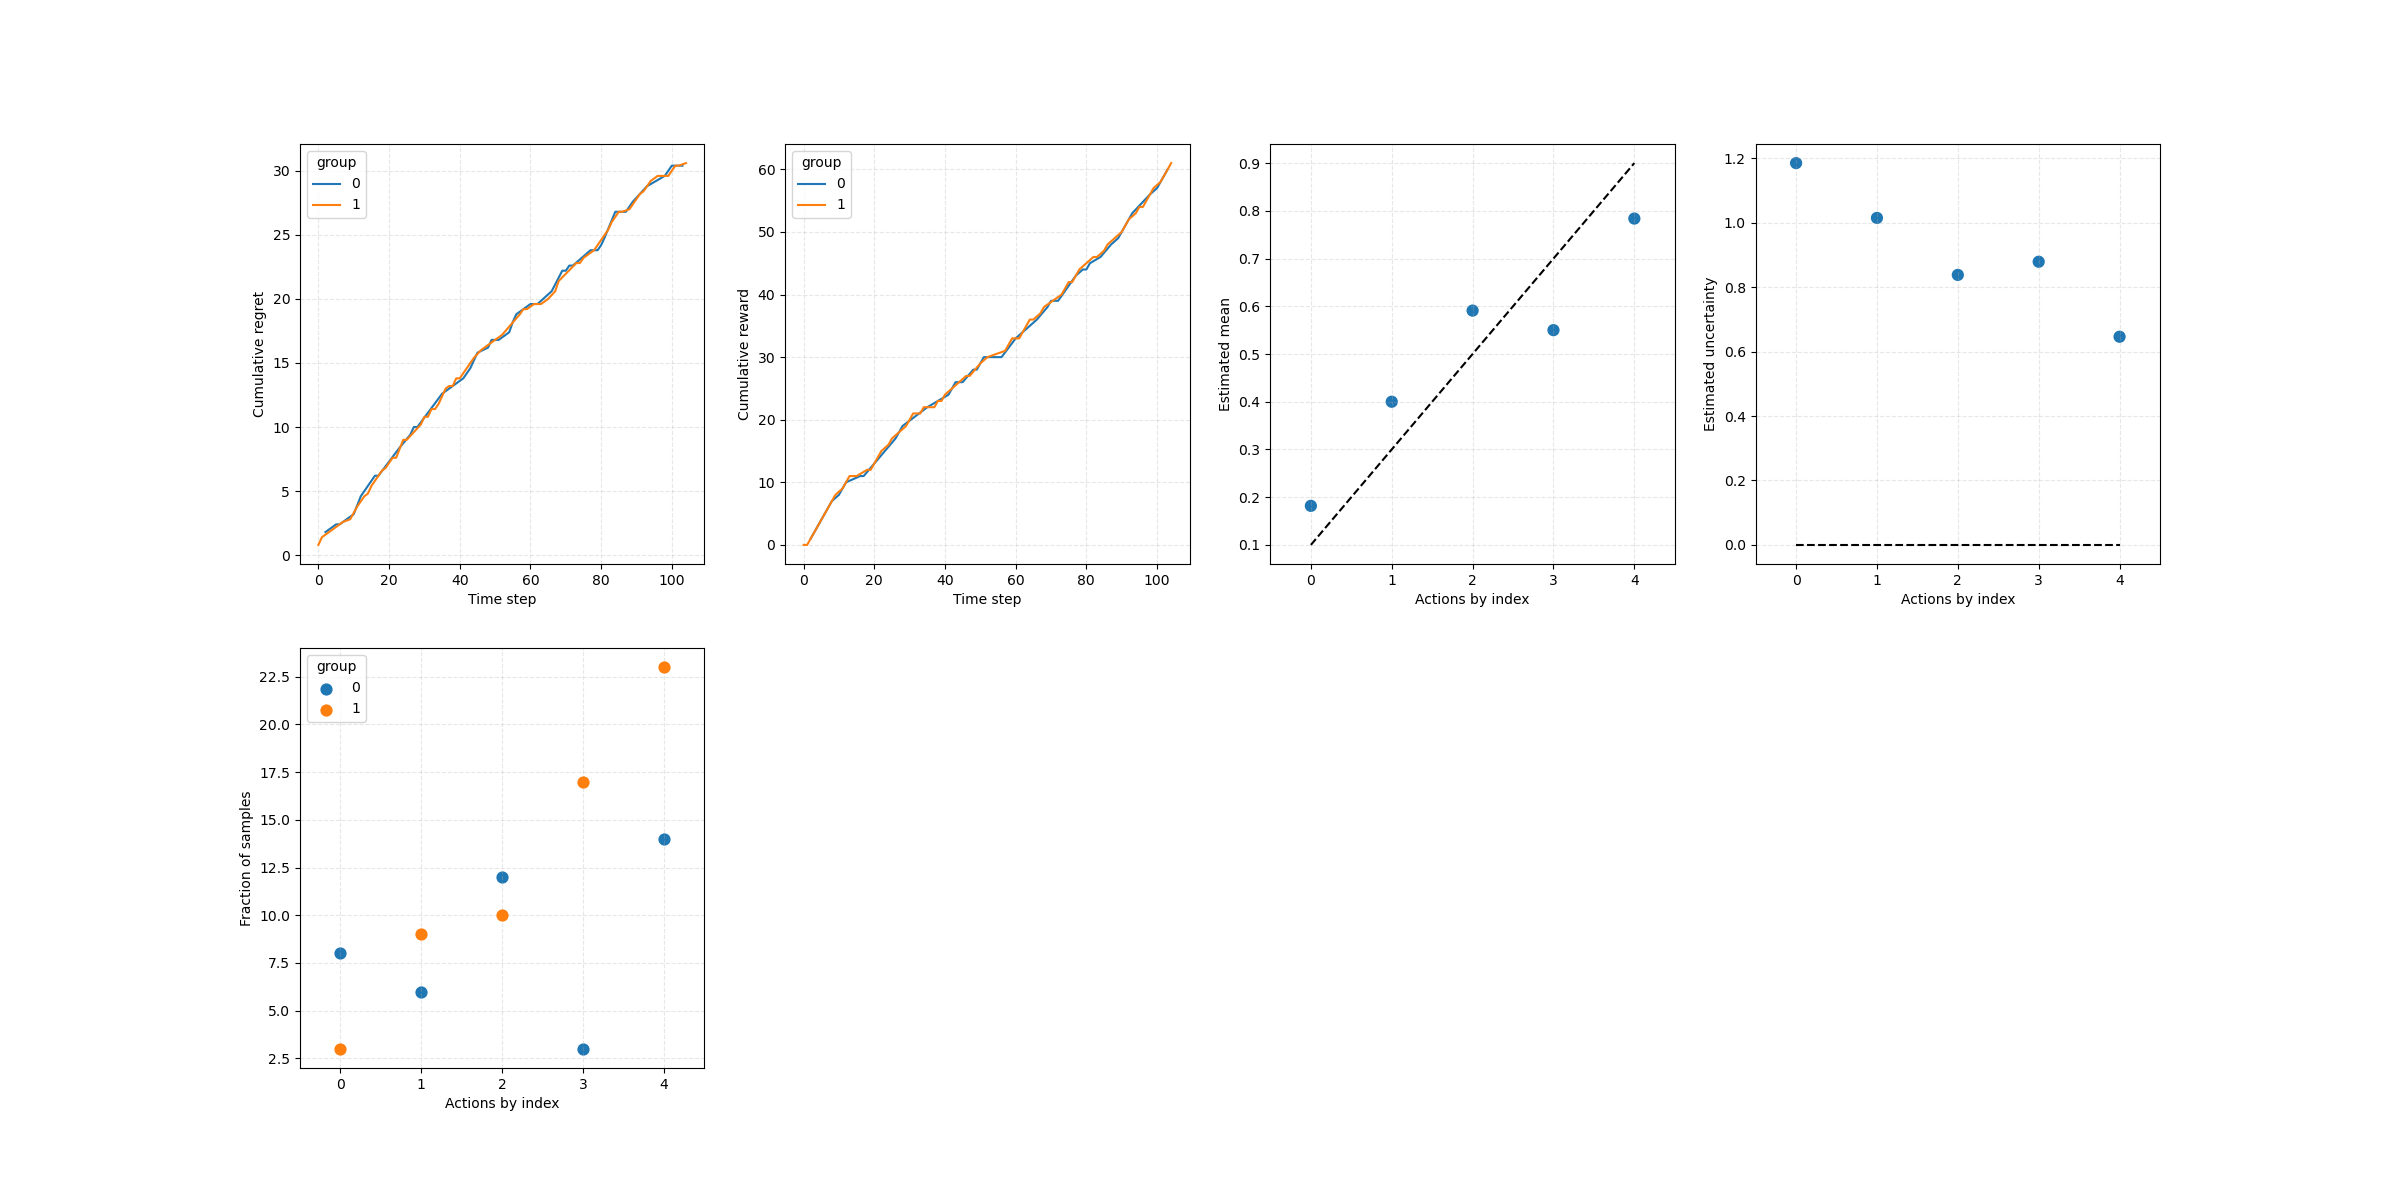 group
0
1
30
25
20
15
10
5
0
Cumulative regret
0 20 40 60 80 100
Time step
group
0
1
60
50
40
30
20
10
0
Cumulative reward
0 20 40 60 80 100
Time step
0.9
0.8
0.7
0.6
0.5
0.4
0.3
0.2
0.1
Estimated mean
0 1 2 3 4
Actions by index
1.2
1.0
0.8
0.6
0.4
0.2
0.0
Estimated uncertainty
0 1 2 3 4
Actions by index
group
0
1
22.5
20.0
17.5
15.0
12.5
10.0
7.5
5.0
2.5
Fraction of samples
0 1 2 3 4
Actions by index